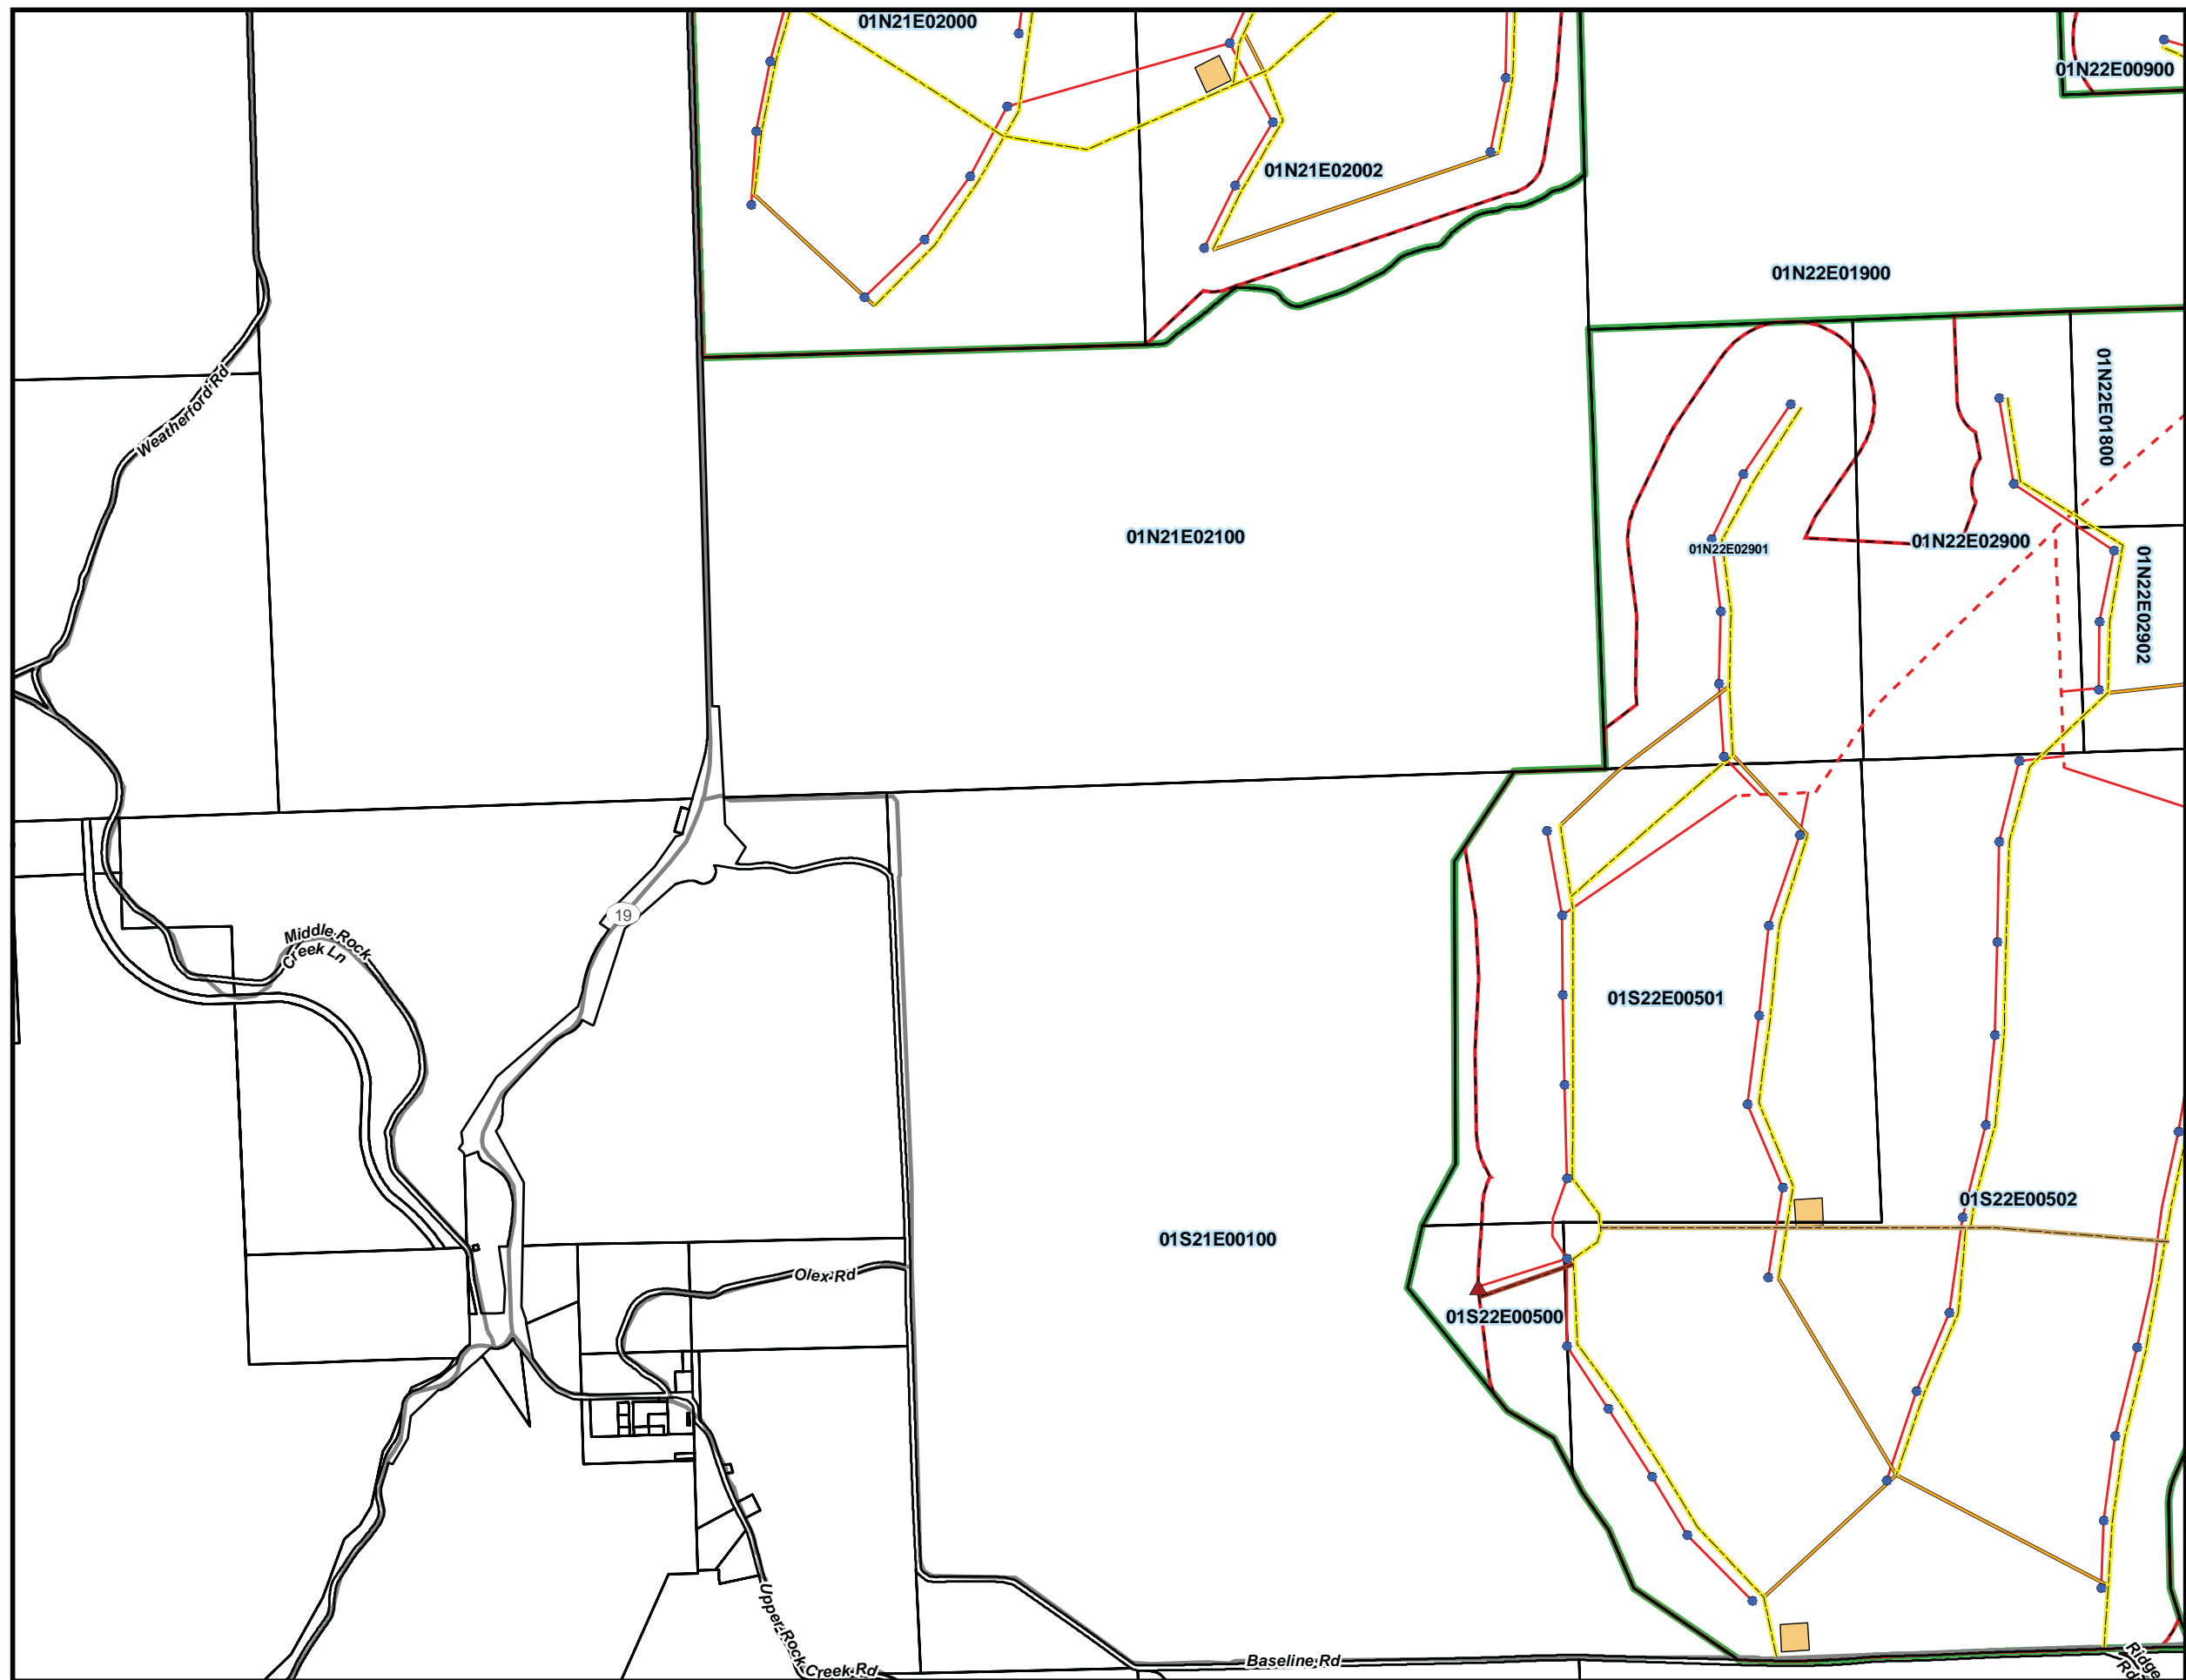 01N21E02000
01N22E00900
01N21E02002
01N22E01900
Weatherford Rd
01N22E01800
01N21E02100
01N22E02901
01N22E02900
01N22E02902
19
Middle Rock
Creek Ln
01S22E00501
01S22E00502
01S21E00100
Olex Rd
01S22E00500
Upper Rock
Creek Rd
Baseline Rd
Ridge
Rd